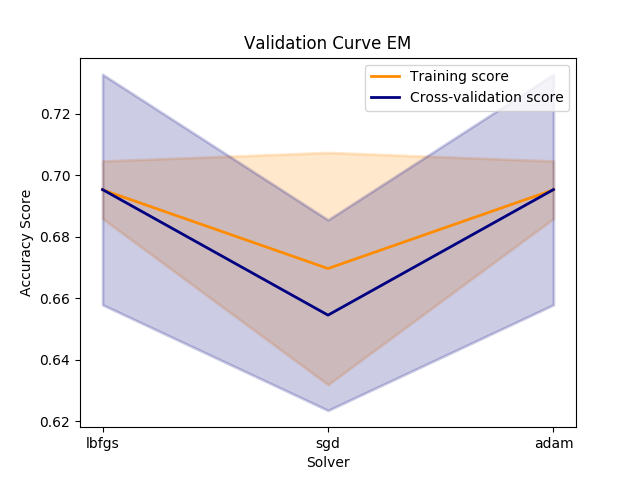 Validation Curve EM
Training score
Cross-validation score
Accuracy Score
0.72
0.70
0.68
0.66
0.64
0.62
lbfgs
sgd
adam
Solver